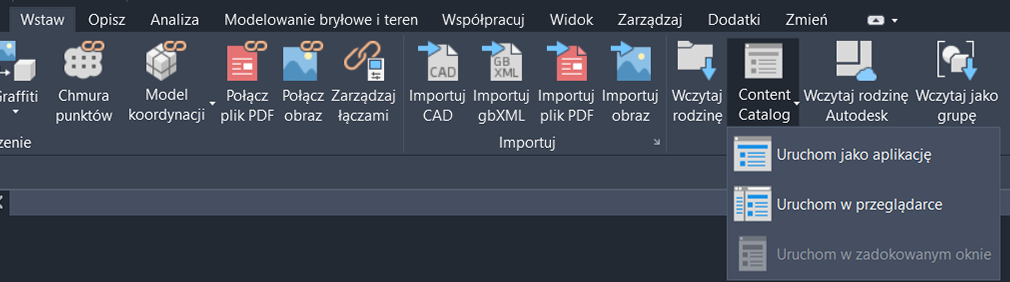 Wstaw Opisz Analiza Modelowanie bryłowe i teren Współpracuj Widok Zarządzaj Dodatki Zmień
CAD GB XML
Graffiti Chmura punktów Model koordynacji Połącz plik PDF Połącz obraz Zarządzaj łączami Importuj CAD Importuj gbXML Importuj plik PDF Importuj obraz Wczytaj rodzinę Content Catalog Wczytaj rodzinę Autodesk Wczytaj jako grupę
Importuj
Uruchom jako aplikację
Uruchom w przeglądarce
Uruchom w zadokowanym oknie